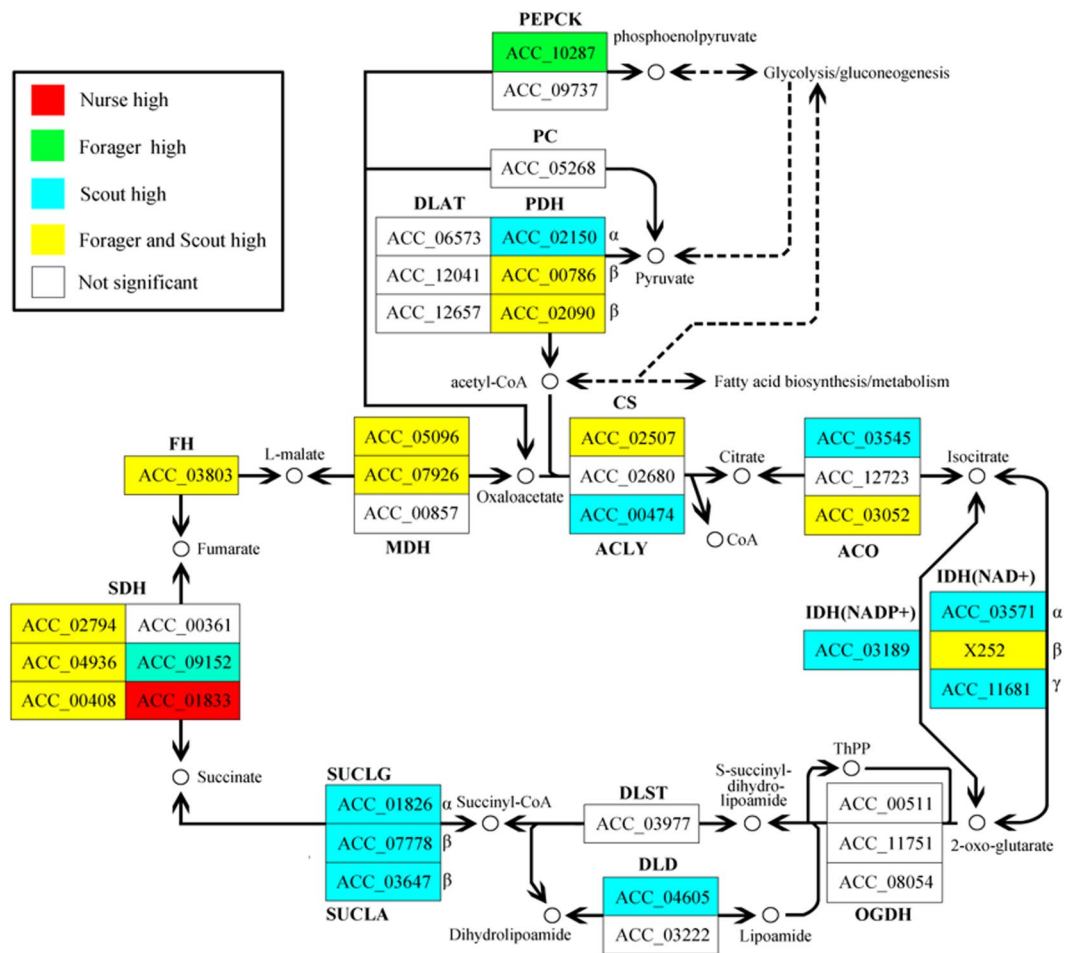 PEPCK
ACC_10287
ACC_09737
phosphoenolpyruvate
Glycolysis/gluconeogenesis
Nurse high
Forager high
Scout high
Forager and Scout high
Not significant
PC
ACC_05268
DLAT
PDH
ACC_06573
ACC_02150
α
ACC_12041
ACC_00786
β
ACC_12657
ACC_02090
β
Pyruvate
acetyl-CoA
Fatty acid biosynthesis/metabolism
CS
FH
ACC_03803
L-malate
ACC_05096
ACC_07926
ACC_00857
MDH
Oxaloacetate
ACC_02507
ACC_02680
ACC_00474
ACLY
Citrate
CoA
ACC_03545
ACC_12723
ACC_03052
ACO
Isocitrate
Fumarate
SDH
ACC_02794
ACC_00361
ACC_04936
ACC_09152
ACC_00408
ACC_01833
IDH(NADP+)
ACC_03189
IDH(NAD+)
ACC_03571
α
X252
β
ACC_11681
γ
Succinate
SUCLG
ACC_01826
α
ACC_07778
β
ACC_03647
β
SUCLA
Succinyl-CoA
DLST
ACC_03977
S-succinyl-
dihydro-
lipoamide
ThPP
ACC_00511
ACC_11751
ACC_08054
OGDH
2-oxo-glutarate
DLD
ACC_04605
ACC_03222
Dihydrolipoamide
Lipoamide